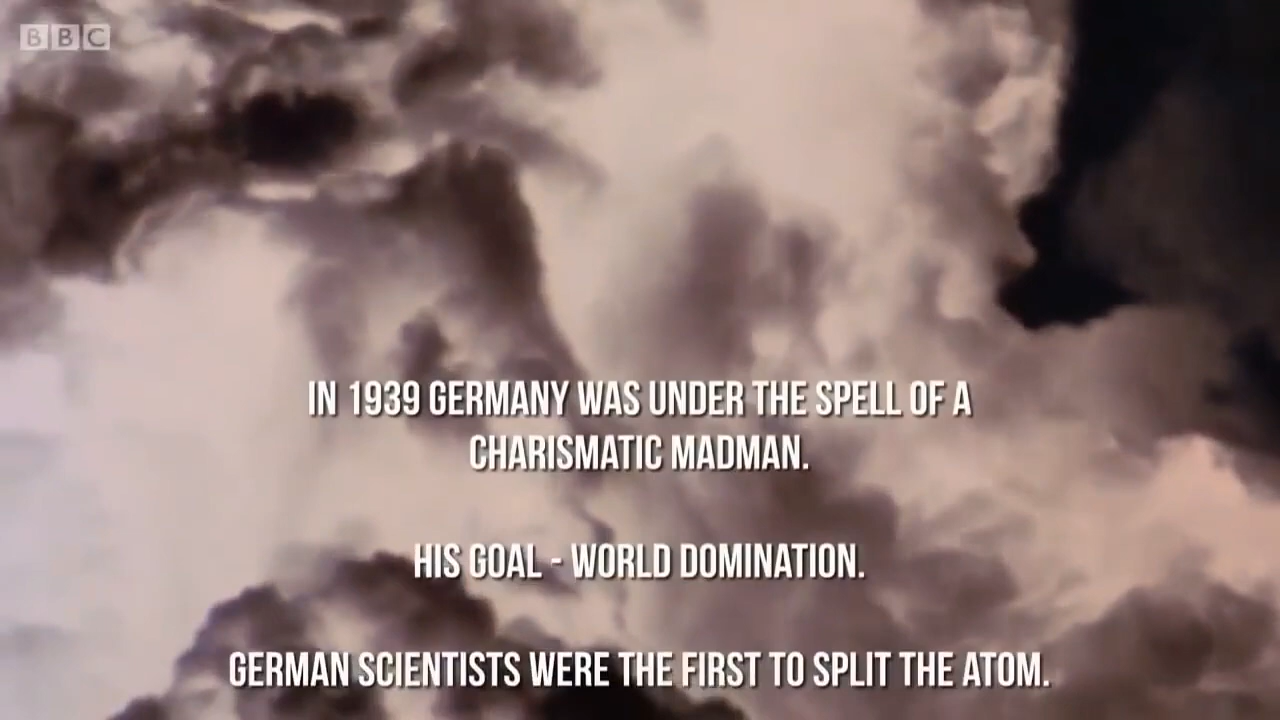 BBC
IN 1939 GERMANY WAS UNDER THE SPELL OF A
CHARISMATIC MADMAN.
HIS GOAL - WORLD DOMINATION.
GERMAN SCIENTISTS WERE THE FIRST TO SPLIT THE ATOM.